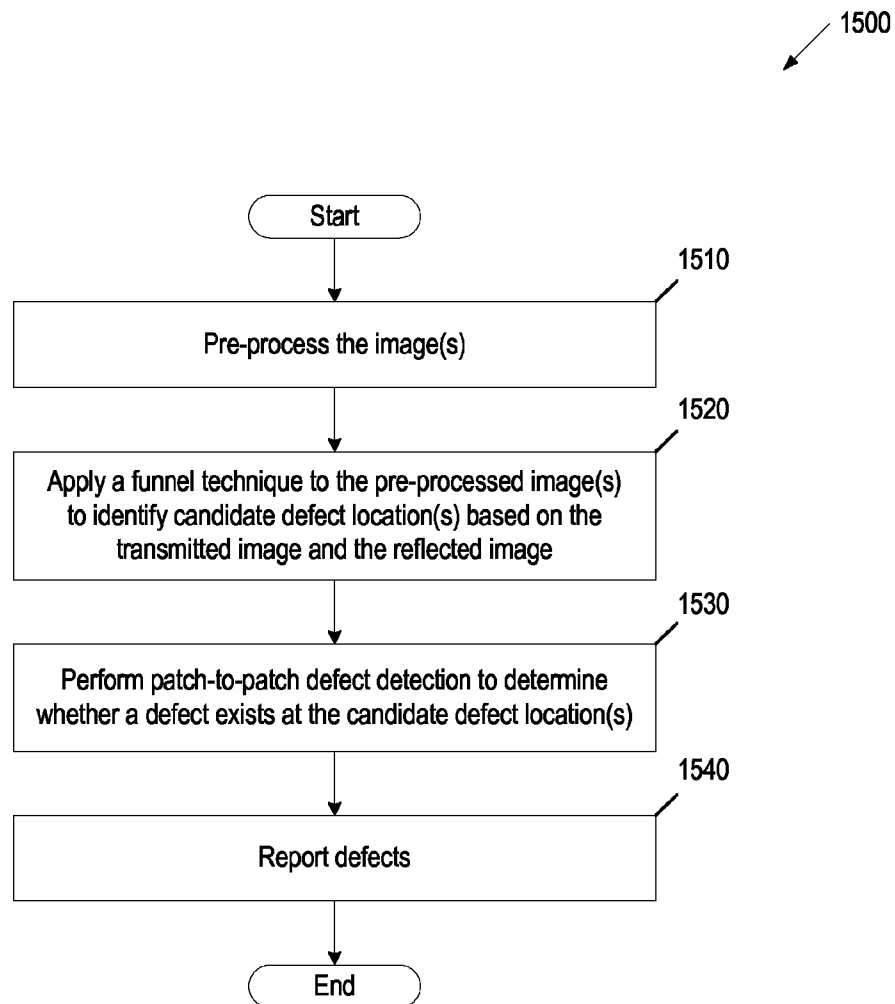 1500
Start
1510
Pre-process the image(s)
1520
Apply a funnel technique to the pre-processed image(s)
to identify candidate defect location(s) based on the
transmitted image and the reflected image
1530
Perform patch-to-patch defect detection to determine
whether a defect exists at the candidate defect location(s)
1540
Report defects
End